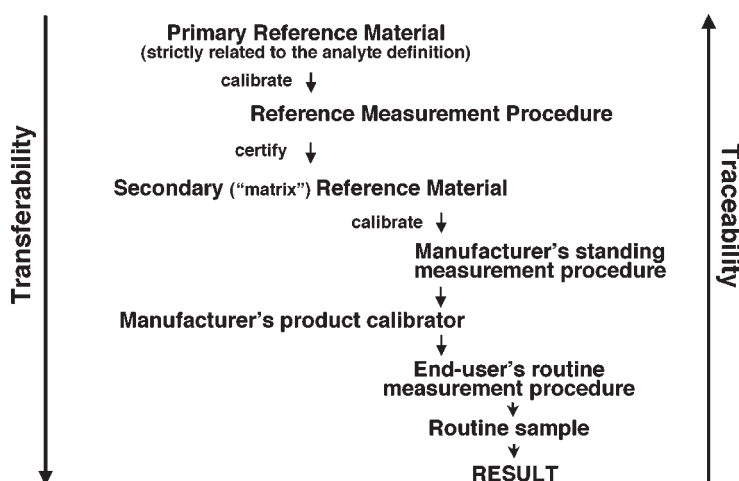 Primary Reference Material
(strictly related to the analyte definition)
calibrate
Reference Measurement Procedure
certify
Secondary (“matrix”) Reference Material
calibrate
Manufacturer’s standing
measurement procedure
Manufacturer’s product calibrator
End-user’s routine
measurement procedure
Routine sample
RESULT
Transferability
Traceability